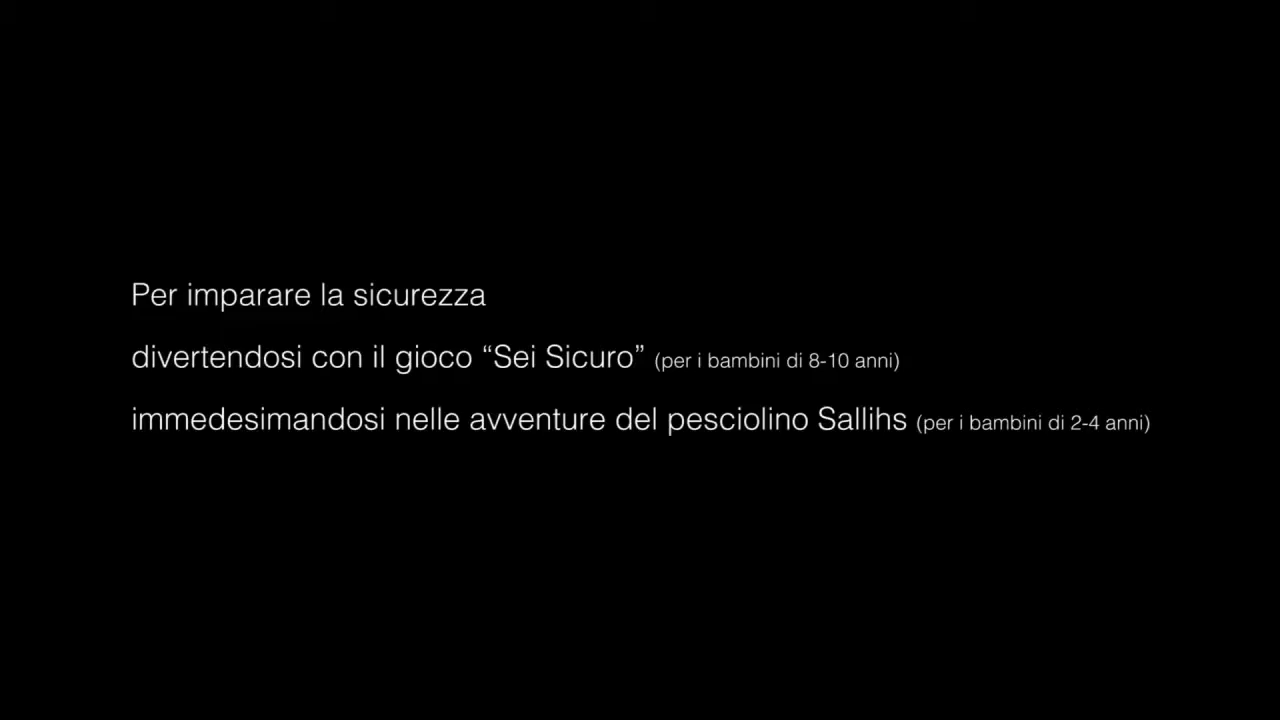 Per imparare la sicurezza
divertendosi con il gioco “Sei Sicuro” (per i bambini di 8-10 anni)
immedesimandosi nelle avventure del pesciolino Sallihs (per i bambini di 2-4 anni)